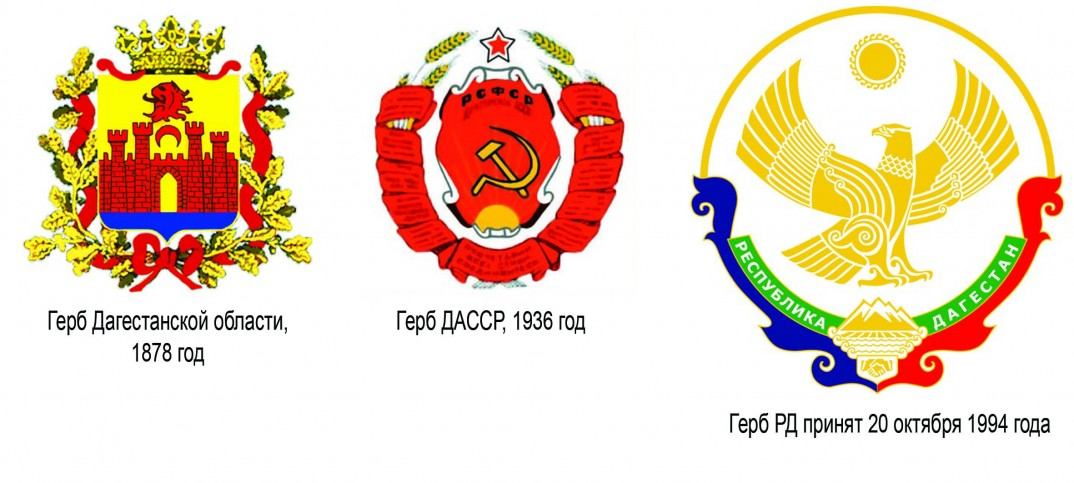 РСФСР
РЕСПУБЛИКА ДАГЕСТАН
Герб Дагестанской области,
1878 год
Герб ДАССР, 1936 год
Герб РД принят 20 октября 1994 года